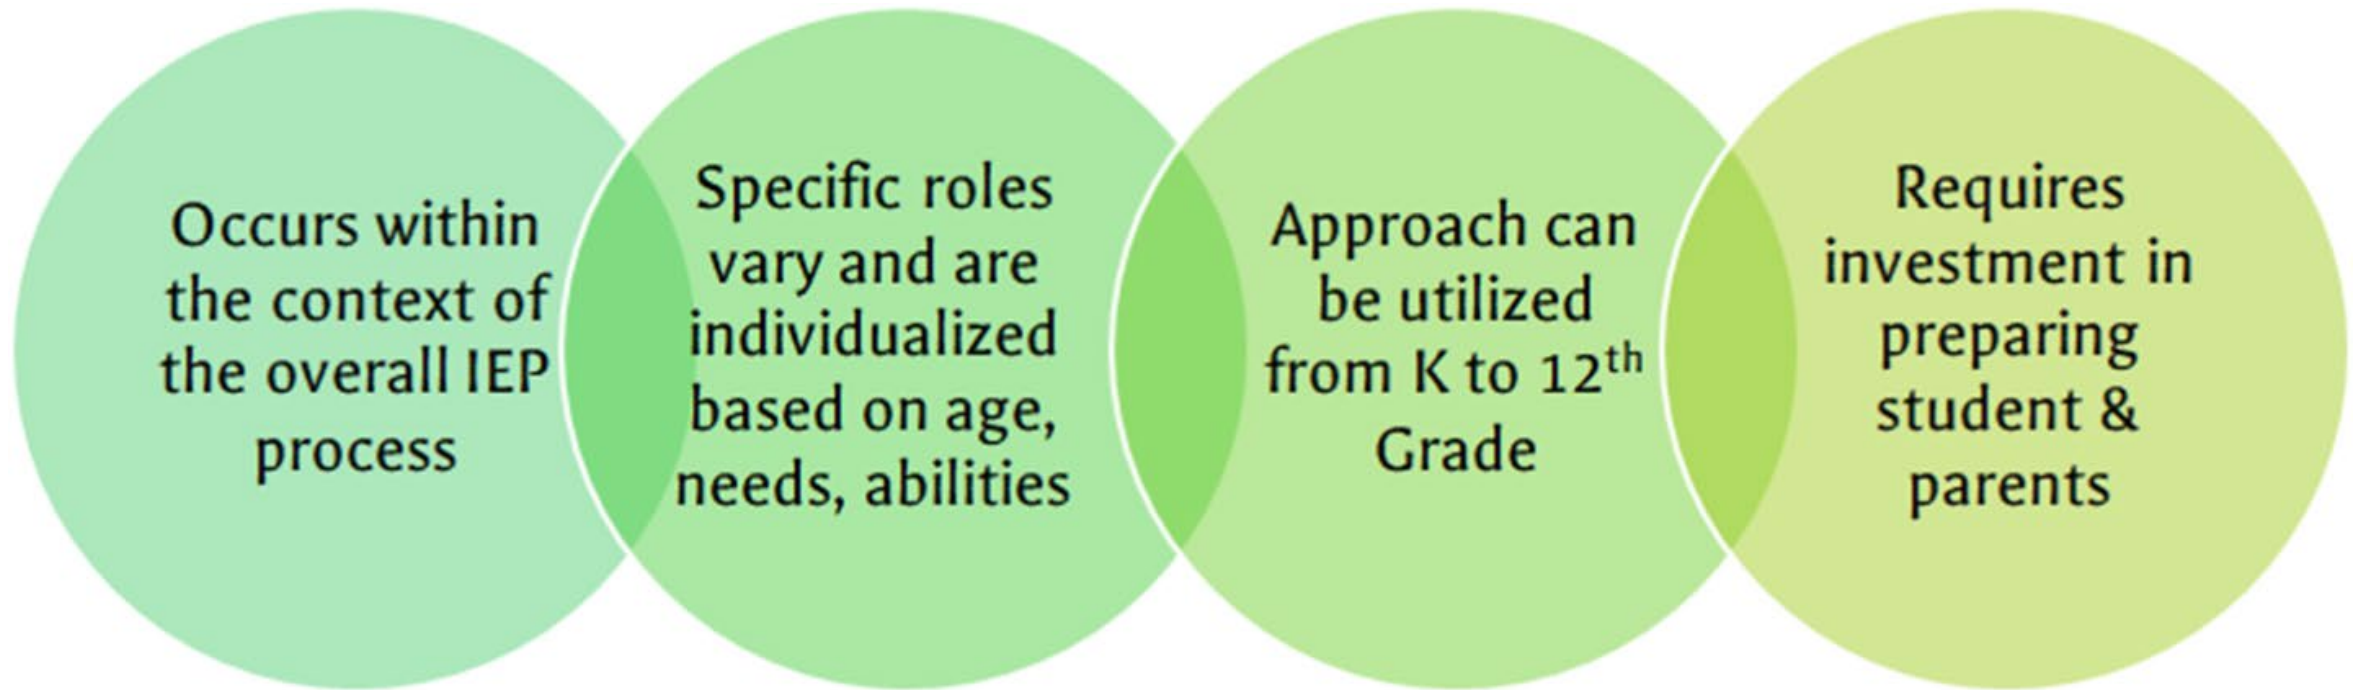 Occurs within
the context of
the overall IEP
process
Specific roles
vary and are
individualized
based on age,
needs, abilities
Approach can
be utilized
from K to 12th
Grade
Requires
investment in
preparing
student &
parents